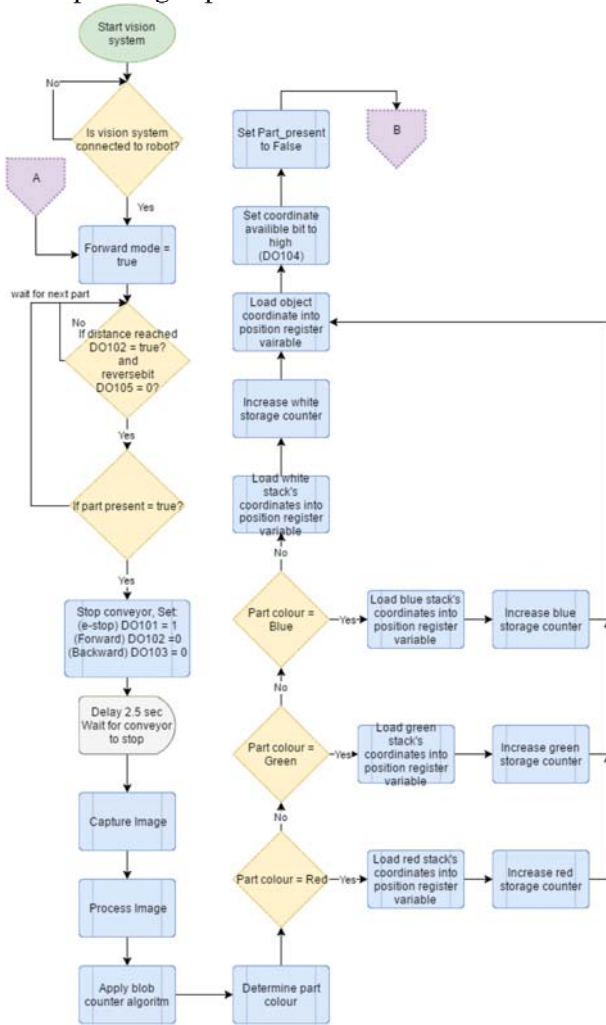 Start vision
system
No
Is vision system
connected to robot?
A
Yes
Forward mode =
true
wait for next part
No
If distance reached
DO102 = true?
and
reversebit
DO105 = 0?
Yes
If part present = true?
Yes
Stop conveyor, Set:
(e-stop) DO101 = 1
(Forward) DO102 =0
(Backward) DO103 = 0
Delay 2.5 sec
Wait for conveyor
to stop
Capture Image
Process Image
Apply blob
counter algoritm
Determine part
colour
Part colour = Red
Yes
Load red stack's
coordinates into
position register
variable
Increase red
storage counter
No
Part colour =
Green
Yes
Load green
stack's
coordinates into
position register
variable
Increase green
storage counter
No
Part colour =
Blue
Yes
Load blue stack's
coordinates into
position register
variable
Increase blue
storage counter
No
Load white
stack's
coordinates into
position register
variable
Increase white
storage counter
Load object
coordinate into
position register
vairable
Set coordinate
availible bit to
high
(DO104)
Set Part_present
to False
B